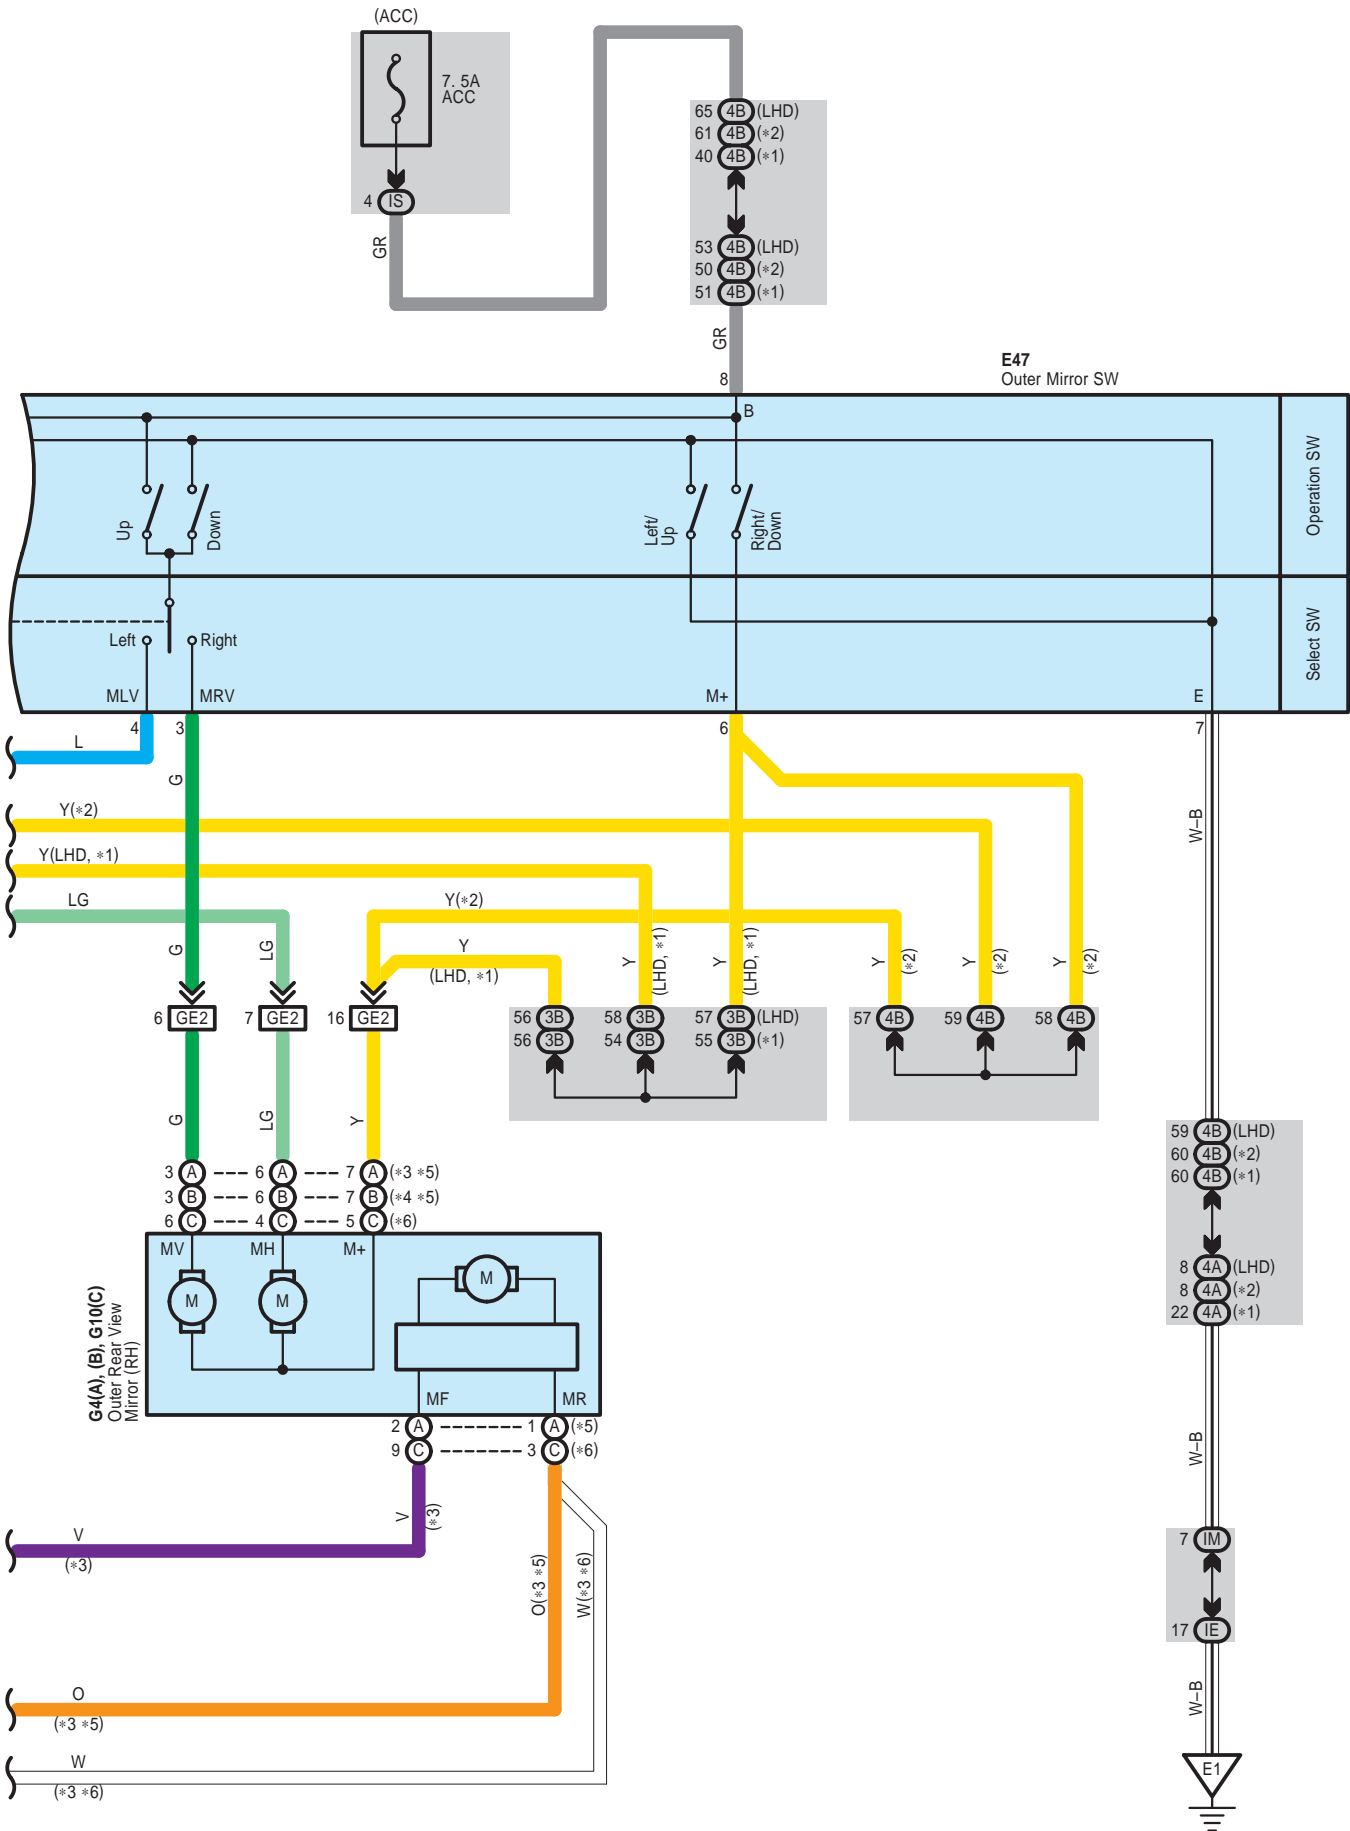 (ACC)
7. 5A
ACC
4 IS
GR
65 4B (LHD)
61 4B (*2)
40 4B (*1)
53 4B (LHD)
50 4B (*2)
51 4B (*1)
GR
8
E47
Outer Mirror SW
B
Up
Down
Left/
Up
Right/
Down
Operation SW
Left
Right
Select SW
MLV
MRV
M+
E
4
3
6
7
L
G
Y(*2)
W–B
Y(LHD, *1)
LG
Y(*2)
G
LG
Y
(LHD, *1)
Y
(LHD, *1)
Y
(LHD, *1)
Y
(*2)
Y
(*2)
Y
(*2)
6 GE2
7 GE2
16 GE2
56 3B 58 3B 57 3B (LHD)
56 3B 54 3B 55 3B (*1)
57 4B 59 4B 58 4B
G
LG
Y
59 4B (LHD)
60 4B (*2)
60 4B (*1)
3 A 6 A 7 A (*3 *5)
3 B 6 B 7 B (*4 *5)
6 C 4 C 5 C (*6)
MV
MH
M+
M
M
M
8 4A (LHD)
8 4A (*2)
22 4A (*1)
G4(A), (B), G10(C)
Outer Rear View
Mirror (RH)
MF
MR
2 A 1 A (*5)
9 C 3 C (*6)
W–B
V
(*3)
V
(*3)
O(*3 *5)
W(*3 *6)
7 IM
17 IE
W–B
O
(*3 *5)
W
(*3 *6)
E1